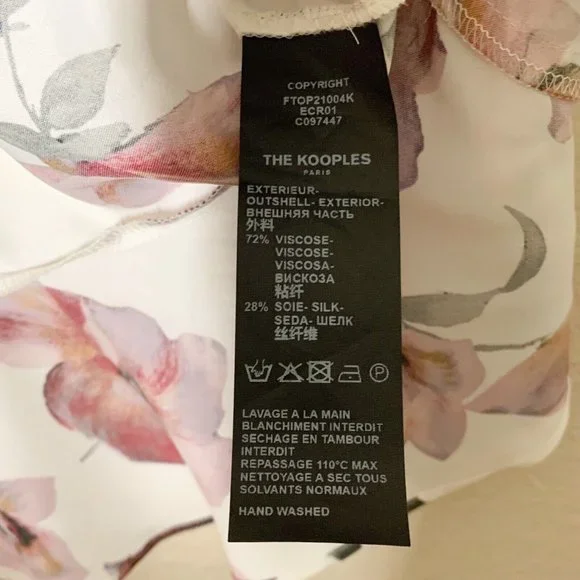 COPYRIGHT
FTOP21004K
ECR01
C097447
THE KOOPLES
PARIS
EXTERIEUR-
OUTSHELL- EXTERIOR-
ВНЕШНЯЯ ЧАСТЬ
外料
72% VISCOSE-
VISCOSE-
VISCOSA-
ВИСКОЗА
粘纤
28% SOIE- SILK-
SEDA- ШЕЛК
丝纤维
P
LAVAGE A LA MAIN
BLANCHIMENT INTERDIT
SECHAGE EN TAMBOUR
INTERDIT
REPASSAGE 110°C MAX
NETTOYAGE A SEC TOUS
SOLVANTS NORMAUX
HAND WASHED